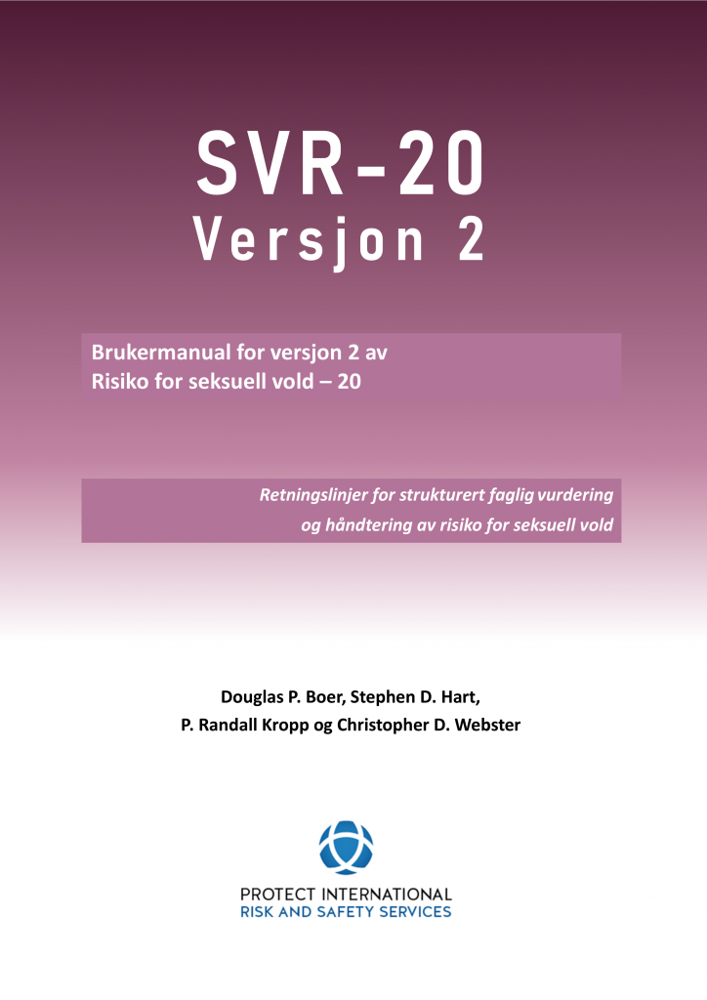 SVR-20
Versjon 2
Brukermanual for versjon 2 av
Risiko for seksuell vold – 20
Retningslinjer for strukturert faglig vurdering
og håndtering av risiko for seksuell vold
Douglas P. Boer, Stephen D. Hart,
P. Randall Kropp og Christopher D. Webster
PROTECT INTERNATIONAL
RISK AND SAFETY SERVICES